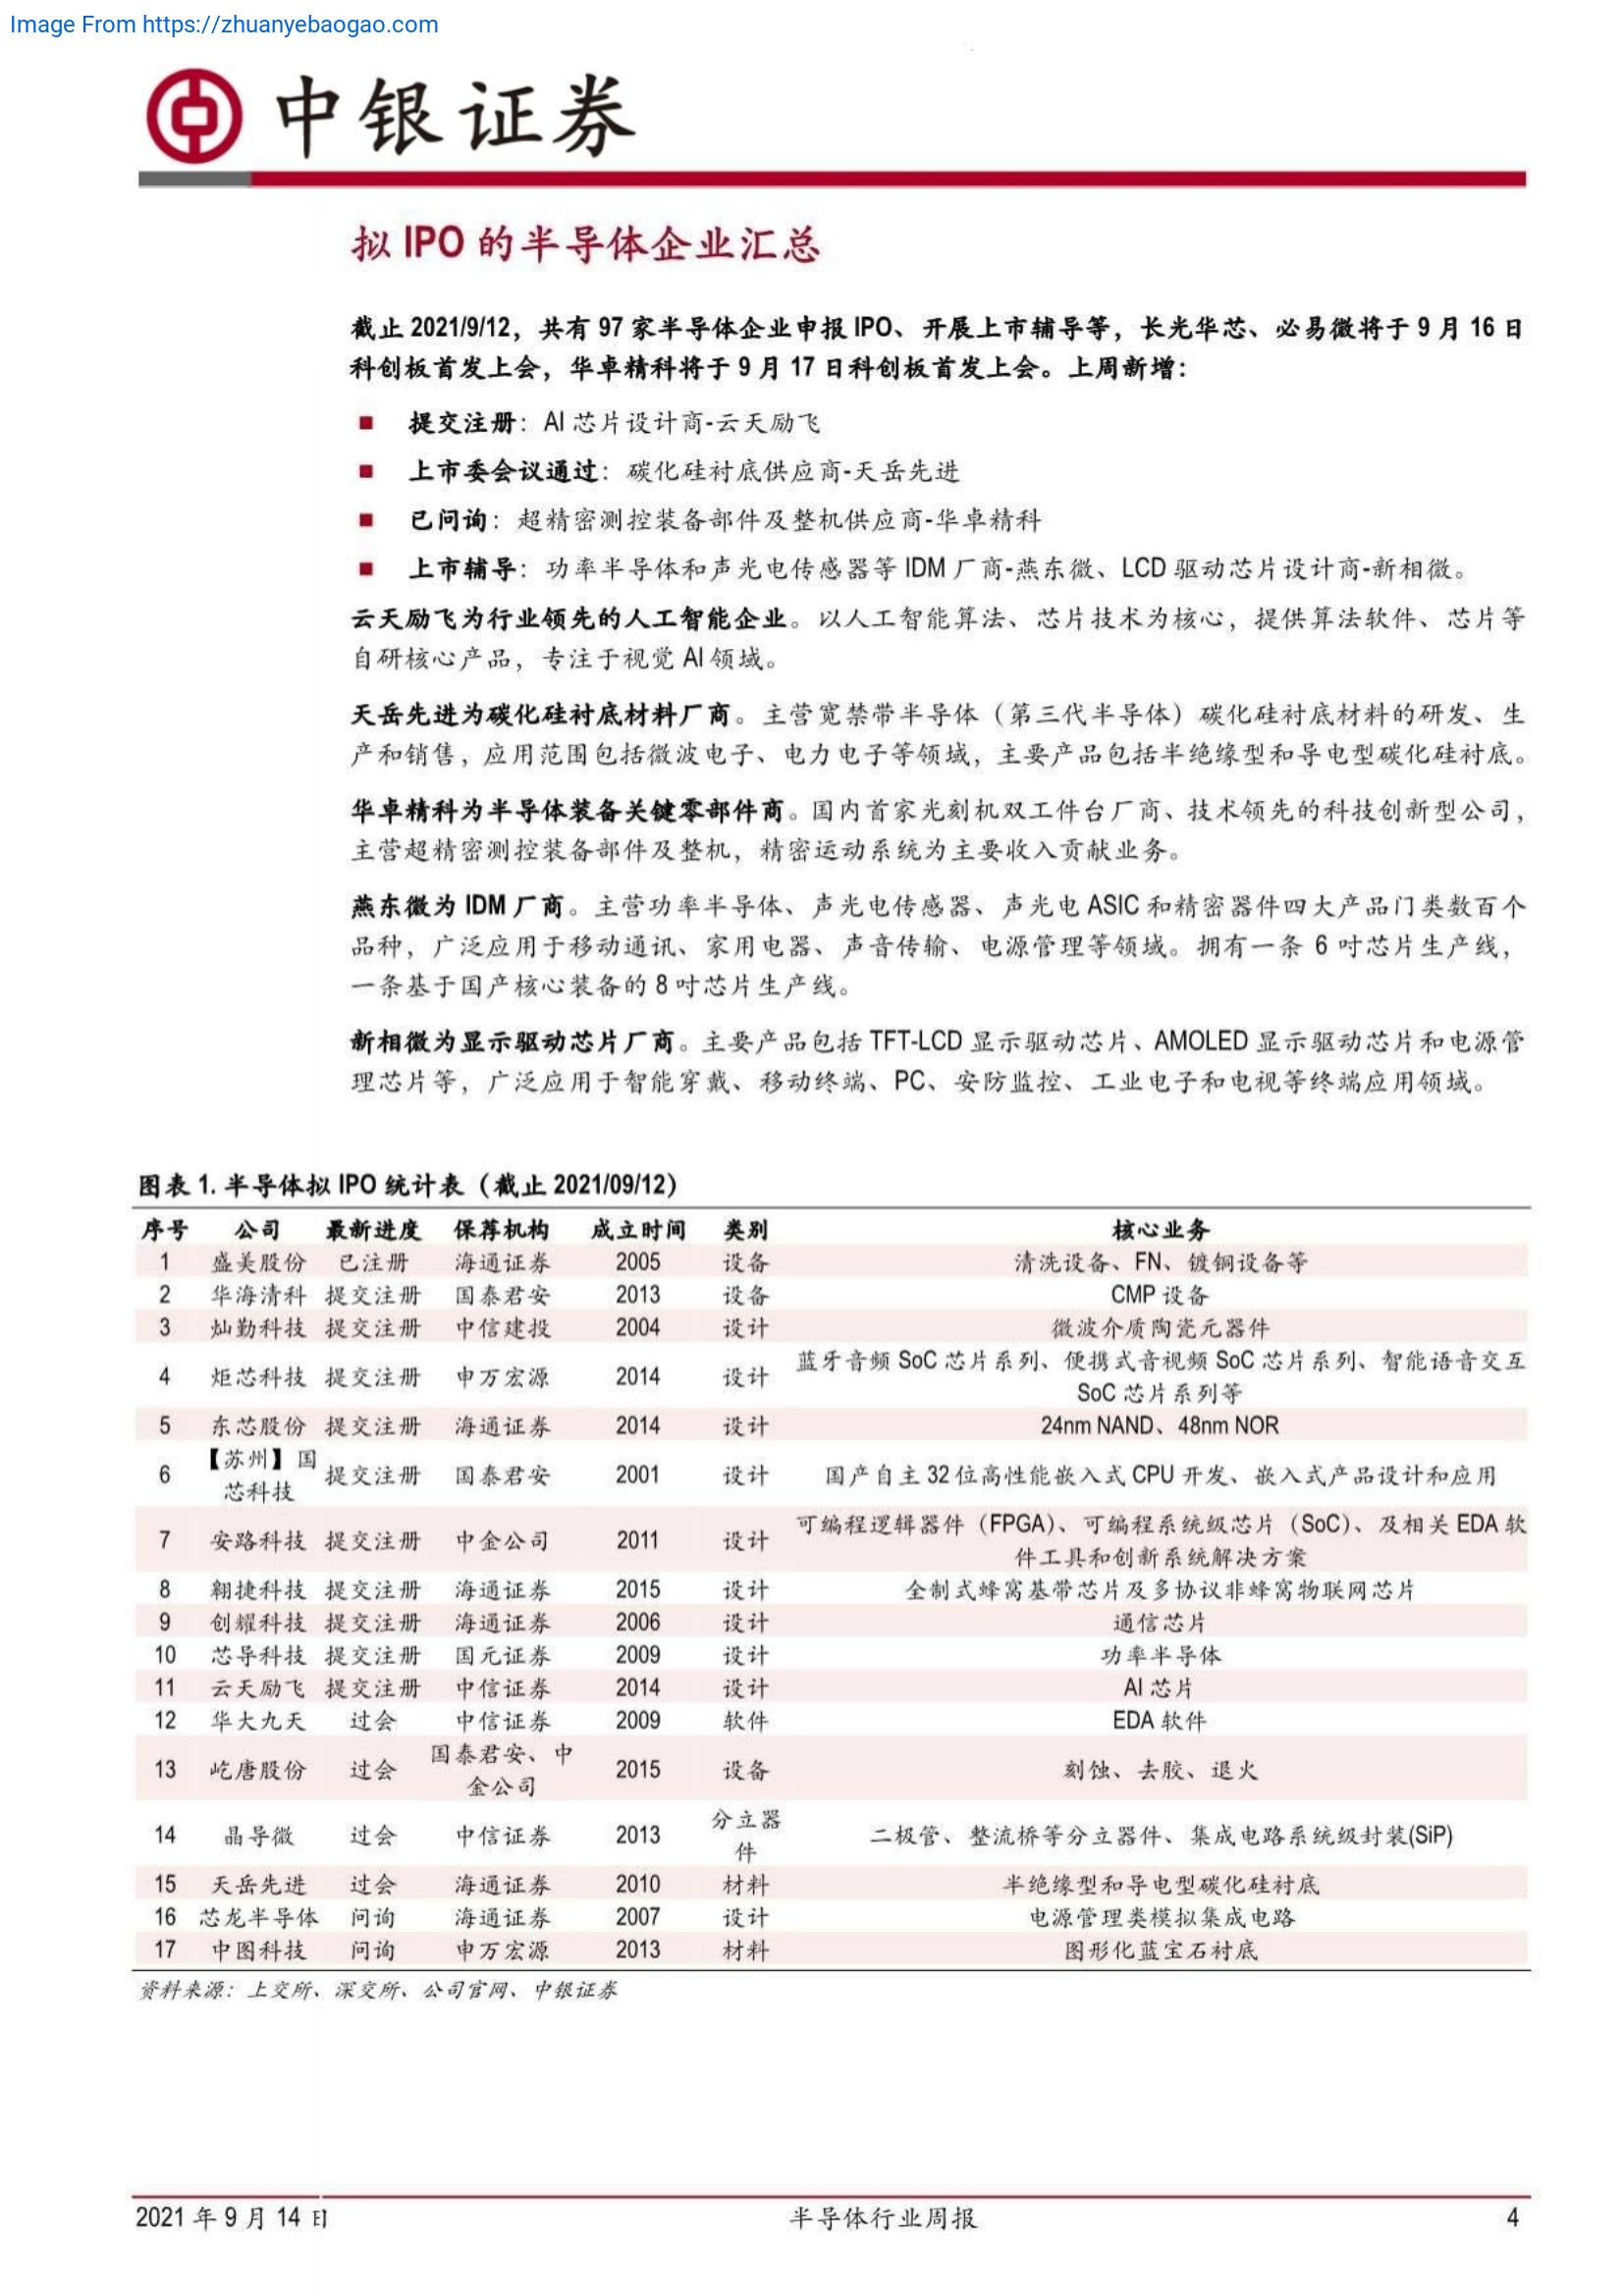 Image From https://zhuanyebaogao.com
中银证券
拟 IPO 的半导体企业汇总
截止 2021/9/12，共有 97 家半导体企业申报 IPO、开展上市辅导等，长光华芯、必易微将于 9 月 16 日
科创板首发上会，华卓精科将于 9 月 17 日科创板首发上会。上周新增：
■ 提交注册：AI 芯片设计商-云天励飞
■ 上市委会议通过：碳化硅衬底供应商-天岳先进
■ 已问询：超精密测控装备部件及整机供应商-华卓精科
■ 上市辅导：功率半导体和声光电传感器等 IDM 厂商-燕东微、LCD 驱动芯片设计商-新相微。
云天励飞为行业领先的人工智能企业。以人工智能算法、芯片技术为核心，提供算法软件、芯片等
自研核心产品，专注于视觉 AI 领域。
天岳先进为碳化硅衬底材料厂商。主营宽禁带半导体（第三代半导体）碳化硅衬底材料的研发、生
产和销售，应用范围包括微波电子、电力电子等领域，主要产品包括半绝缘型和导电型碳化硅衬底。
华卓精科为半导体装备关键零部件商。国内首家光刻机双工件台厂商、技术领先的科技创新型公司，
主营超精密测控装备部件及整机，精密运动系统为主要收入贡献业务。
燕东微为 IDM 厂商。主营功率半导体、声光电传感器、声光电 ASIC 和精密器件四大产品门类数百个
品种，广泛应用于移动通讯、家用电器、声音传输、电源管理等领域。拥有一条 6 吋芯片生产线，
一条基于国产核心装备的 8 吋芯片生产线。
新相微为显示驱动芯片厂商。主要产品包括 TFT-LCD 显示驱动芯片、AMOLED 显示驱动芯片和电源管
理芯片等，广泛应用于智能穿戴、移动终端、PC、安防监控、工业电子和电视等终端应用领域。
图表 1. 半导体拟 IPO 统计表（截止 2021/09/12）
序号 公司 最新进度 保荐机构 成立时间 类别 核心业务
1 盛美股份 已注册 海通证券 2005 设备 清洗设备、FN、镀铜设备等
2 华海清科 提交注册 国泰君安 2013 设备 CMP 设备
3 灿勤科技 提交注册 中信建投 2004 设计 微波介质陶瓷元器件
4 炬芯科技 提交注册 申万宏源 2014 设计 蓝牙音频 SoC 芯片系列、便携式音视频 SoC 芯片系列、智能语音交互
SoC 芯片系列等
5 东芯股份 提交注册 海通证券 2014 设计 24nm NAND、48nm NOR
6 【苏州】国
芯科技 提交注册 国泰君安 2001 设计 国产自主 32 位高性能嵌入式 CPU 开发、嵌入式产品设计和应用
7 安路科技 提交注册 中金公司 2011 设计 可编程逻辑器件（FPGA）、可编程系统级芯片（SoC）、及相关 EDA 软
件工具和创新系统解决方案
8 翱捷科技 提交注册 海通证券 2015 设计 全制式蜂窝基带芯片及多协议非蜂窝物联网芯片
9 创耀科技 提交注册 海通证券 2006 设计 通信芯片
10 芯导科技 提交注册 国元证券 2009 设计 功率半导体
11 云天励飞 提交注册 中信证券 2014 设计 AI 芯片
12 华大九天 过会 中信证券 2009 软件 EDA 软件
13 屹唐股份 过会 国泰君安、中
金公司 2015 设备 刻蚀、去胶、退火
14 晶导微 过会 中信证券 2013 分立器
件 二极管、整流桥等分立器件、集成电路系统级封装(SiP)
15 天岳先进 过会 海通证券 2010 材料 半绝缘型和导电型碳化硅衬底
16 芯龙半导体 问询 海通证券 2007 设计 电源管理类模拟集成电路
17 中图科技 问询 申万宏源 2013 材料 图形化蓝宝石衬底
资料来源：上交所、深交所、公司官网、中银证券
2021 年 9 月 14 日 半导体行业周报 4